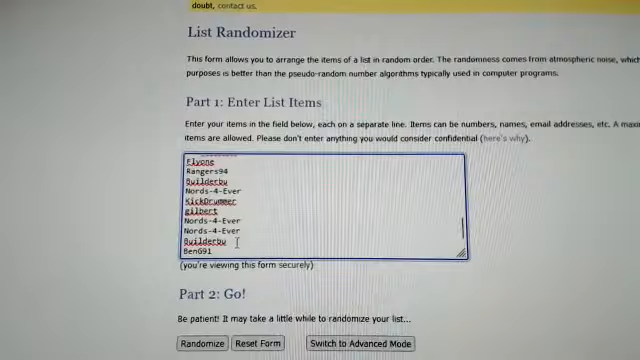 doubt, contact us.
List Randomizer
This form allows you to arrange the items of a list in random order. The randomness comes from atmospheric noise, which
purposes is better than the pseudo-random number algorithms typically used in computer programs.
Part 1: Enter List Items
Enter your items in the field below, each on a separate line. Items can be numbers, names, email addresses, etc. A maxi
items are allowed. Please don't enter anything you would consider confidential (here's why).
Flyons
Rangers94
Builderbu
Nords-4-Ever
KickDrummer
gilbert
Nords-4-Ever
Nords-4-Ever
Builderbu
BenG91
(you're viewing this form securely)
Part 2: Go!
Be patient! It may take a little while to randomize your list...
Randomize Reset Form Switch to Advanced Mode